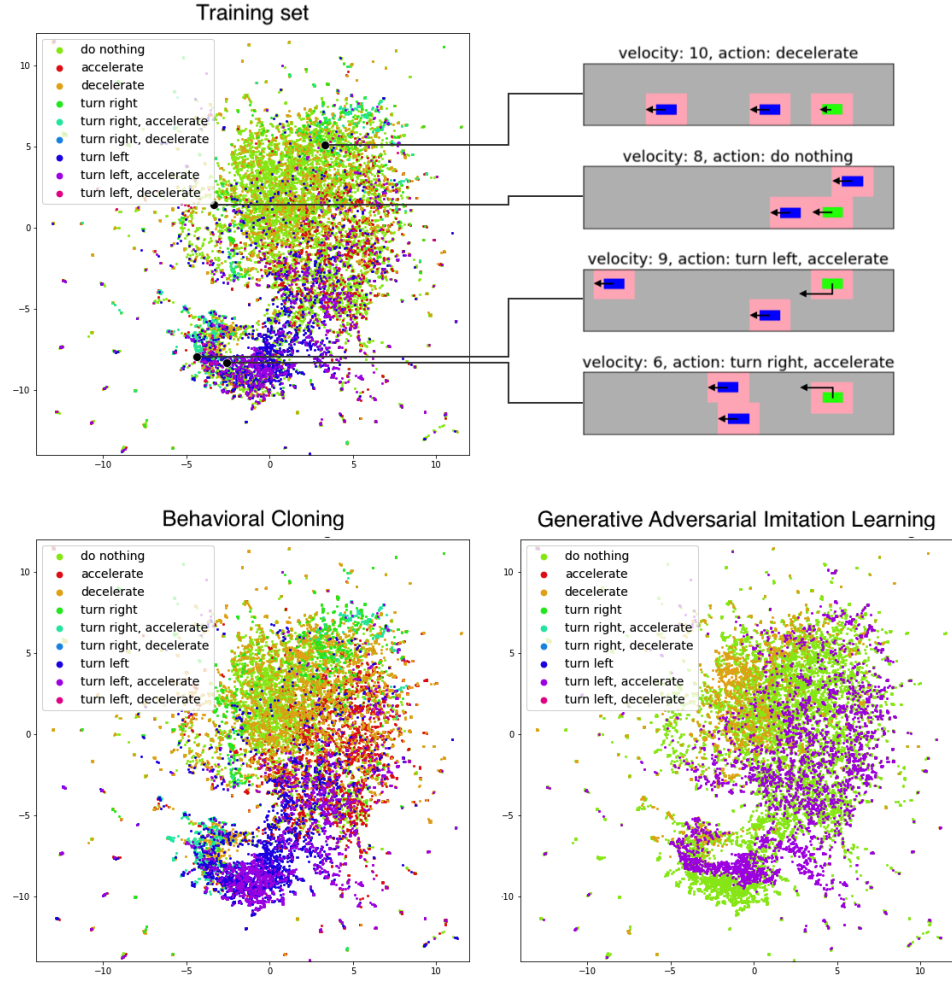 Training set
do nothing
accelerate
decelerate
turn right
turn right, accelerate
turn right, decelerate
turn left
turn left, accelerate
turn left, decelerate
10
5
0
−5
−10
−10
−5
0
5
10
velocity: 10, action: decelerate
velocity: 8, action: do nothing
velocity: 9, action: turn left, accelerate
velocity: 6, action: turn right, accelerate
Behavioral Cloning
do nothing
accelerate
decelerate
turn right
turn right, accelerate
turn right, decelerate
turn left
turn left, accelerate
turn left, decelerate
10
5
0
−5
−10
−10
−5
0
5
10
Generative Adversarial Imitation Learning
do nothing
accelerate
decelerate
turn right
turn right, accelerate
turn right, decelerate
turn left
turn left, accelerate
turn left, decelerate
10
5
0
−5
−10
−10
−5
0
5
10